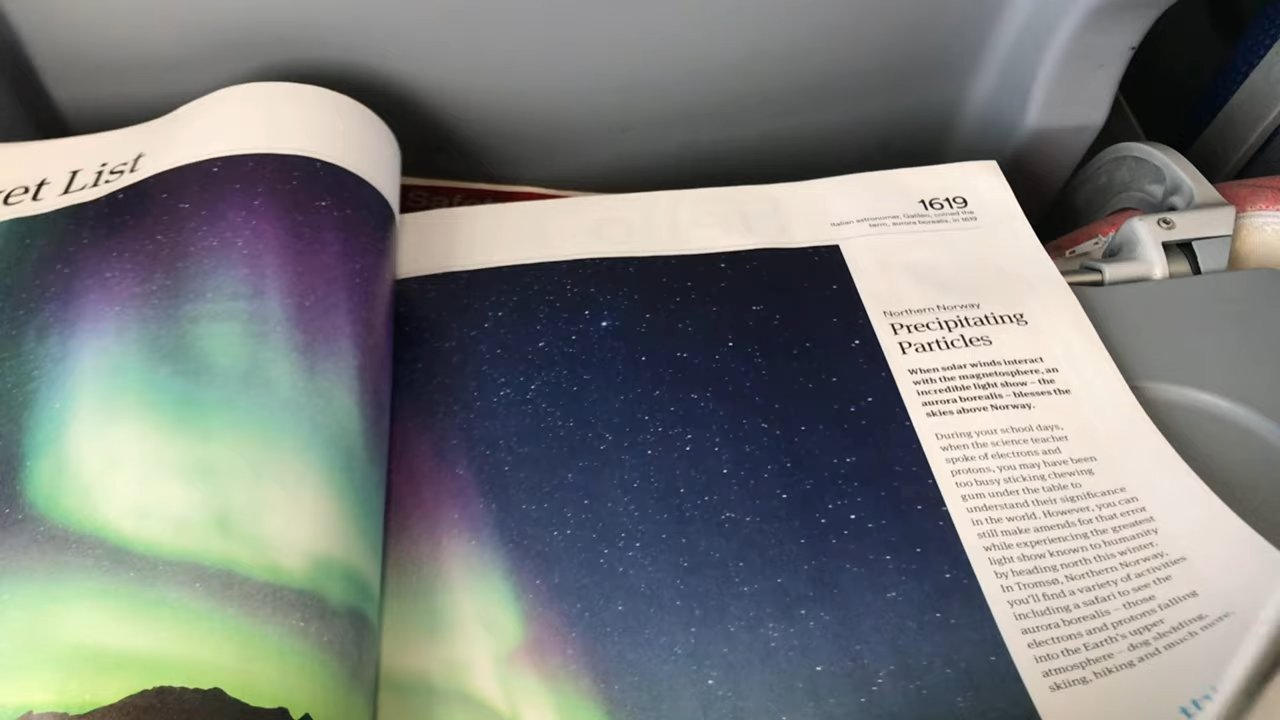 List
Safe
1619
Italian astronomer, Galileo, coined the
term, aurora borealis, in 1619
Northern Norway
Precipitating
Particles
When solar winds interact
with the magnetosphere, an
incredible light show – the
aurora borealis – blesses the
skies above Norway.
During your school days,
when the science teacher
spoke of electrons and
protons, you may have been
too busy sticking chewing
gum under the table to
understand their significance
in the world. However, you can
still make amends for that error
while experiencing the greatest
light show known to humanity
by heading north this winter.
In Tromsø, Northern Norway,
you'll find a variety of activities
including a safari to see the
aurora borealis – those
electrons and protons falling
into the Earth's upper
atmosphere – dog sledding,
skiing, hiking and much more.